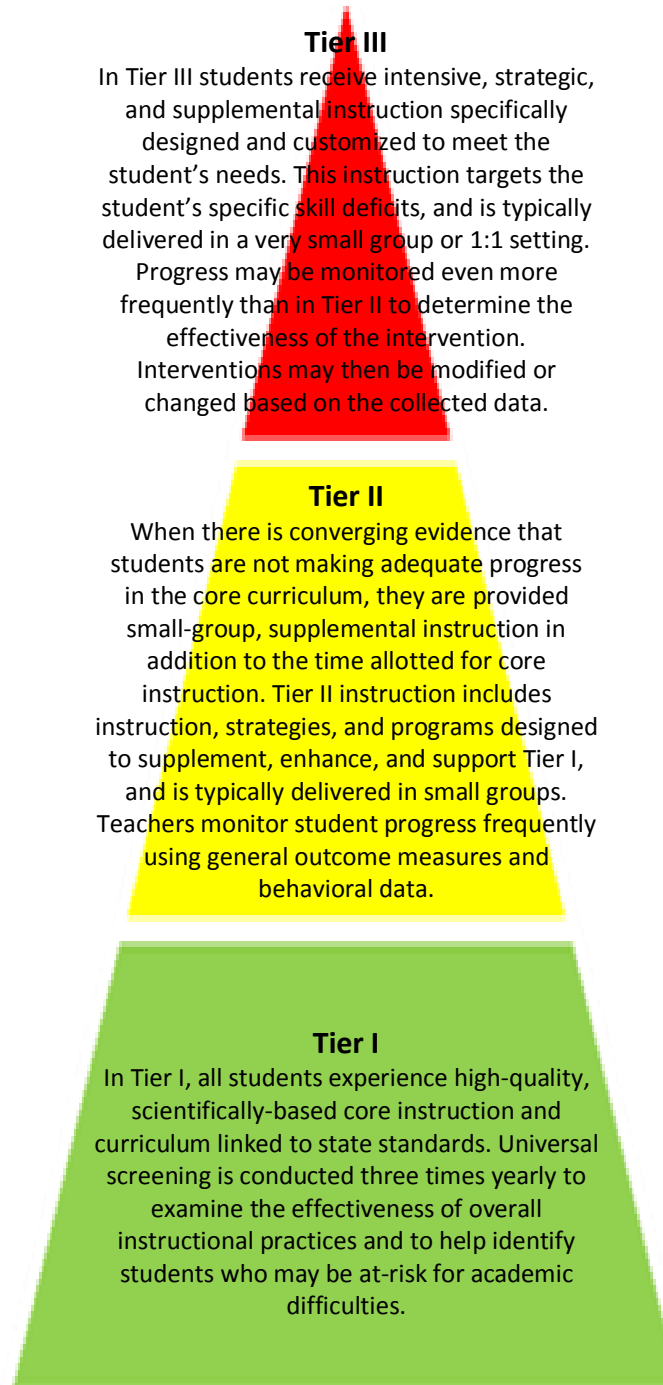 Tier III
In Tier III students receive intensive, strategic,
and supplemental instruction specifically
designed and customized to meet the
student’s needs. This instruction targets the
student’s specific skill deficits, and is typically
delivered in a very small group or 1:1 setting.
Progress may be monitored even more
frequently than in Tier II to determine the
effectiveness of the intervention.
Interventions may then be modified or
changed based on the collected data.
Tier II
When there is converging evidence that
students are not making adequate progress
in the core curriculum, they are provided
small-group, supplemental instruction in
addition to the time allotted for core
instruction. Tier II instruction includes
instruction, strategies, and programs designed
to supplement, enhance, and support Tier I,
and is typically delivered in small groups.
Teachers monitor student progress frequently
using general outcome measures and
behavioral data.
Tier I
In Tier I, all students experience high-quality,
scientifically-based core instruction and
curriculum linked to state standards. Universal
screening is conducted three times yearly to
examine the effectiveness of overall
instructional practices and to help identify
students who may be at-risk for academic
difficulties.